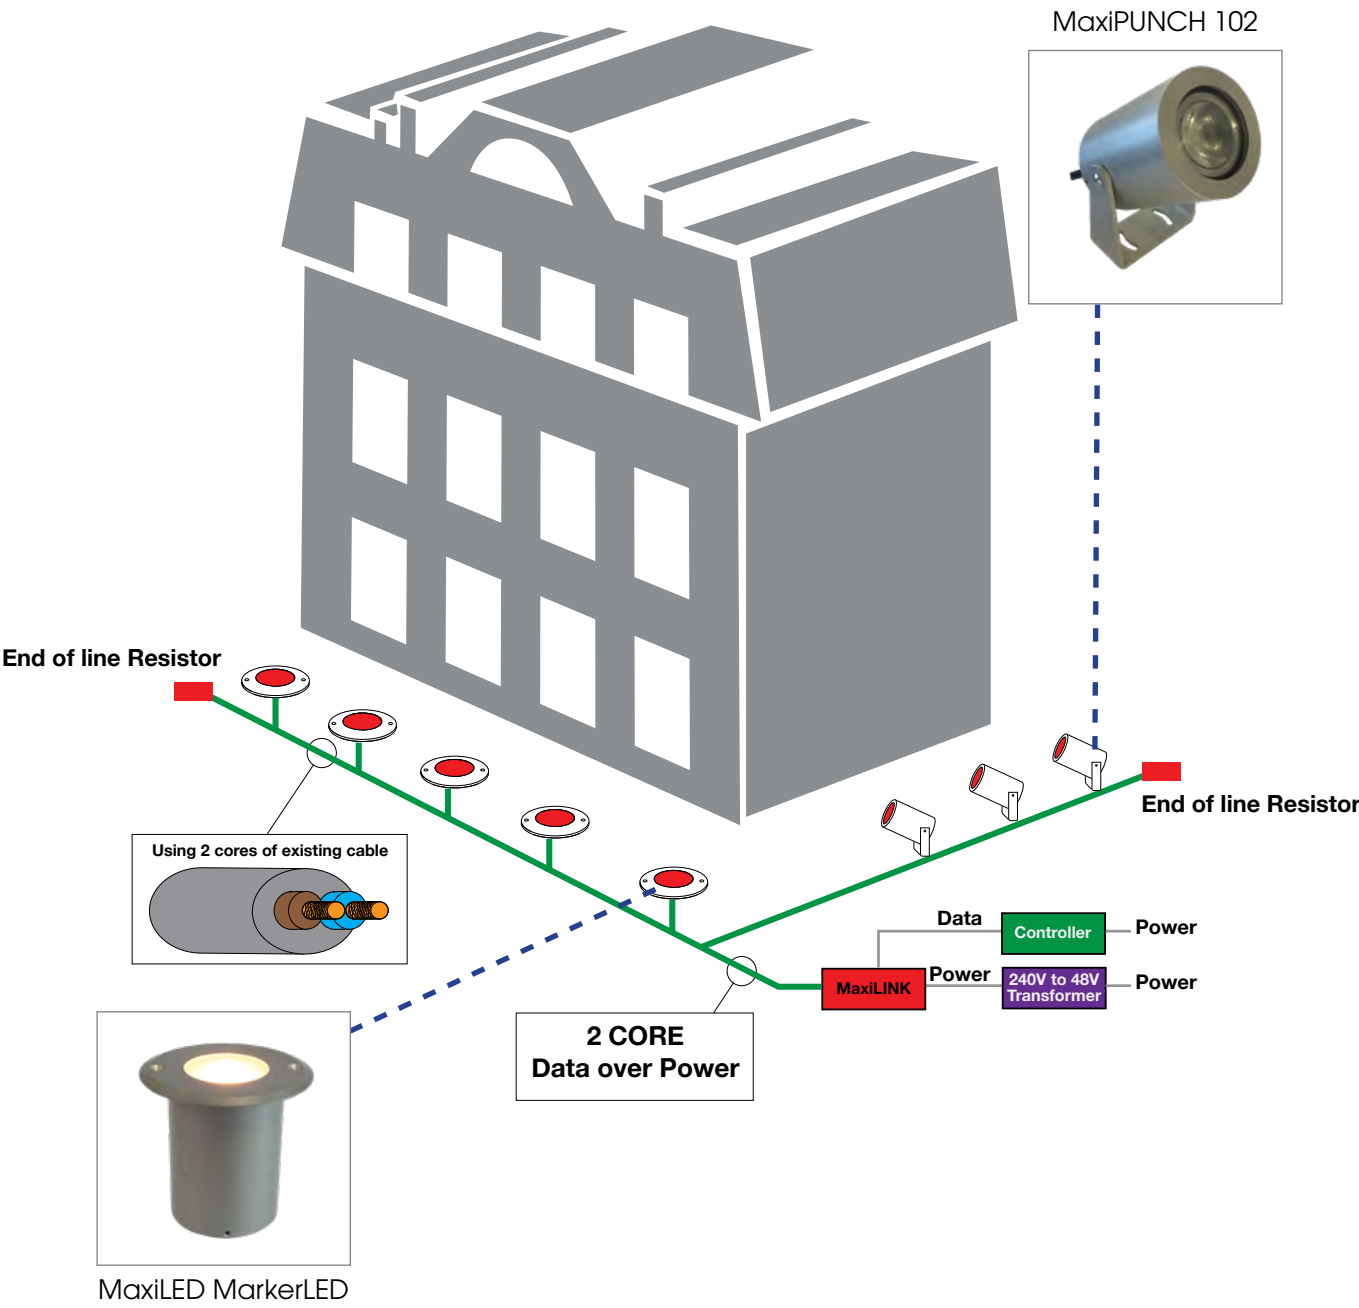 MaxiPUNCH 102
End of line Resistor
End of line Resistor
Using 2 cores of existing cable
Data
Controller
Power
MaxiLINK
Power
240V to 48V
Transformer
Power
2 CORE
Data over Power
MaxiLED MarkerLED